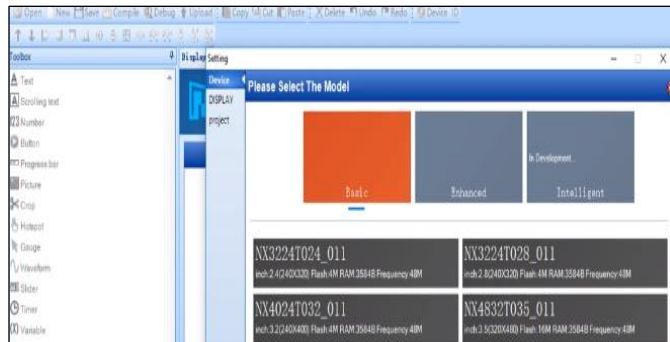 Open New Save Compile Debug Upload Copy Cut Paste Delete Undo Redo Device ID
Toolbox
Display
Setting
Text
Scrolling text
Number
Button
Progress bar
Picture
Crop
Hotspot
Gauge
Waveform
Slider
Timer
Variable
Device
DISPLAY
project
Please Select The Model
Basic
Enhanced
In Development...
Intelligent
NX3224T024_011
inch:2.4(240X320) Flash:4M RAM:3584B Frequency:48M
NX3224T028_011
inch:2.8(240X320) Flash:4M RAM:3584B Frequency:48M
NX4024T032_011
inch:3.2(240X400) Flash:4M RAM:3584B Frequency:48M
NX4832T035_011
inch:3.5(320X480) Flash:16M RAM:3584B Frequency:48M